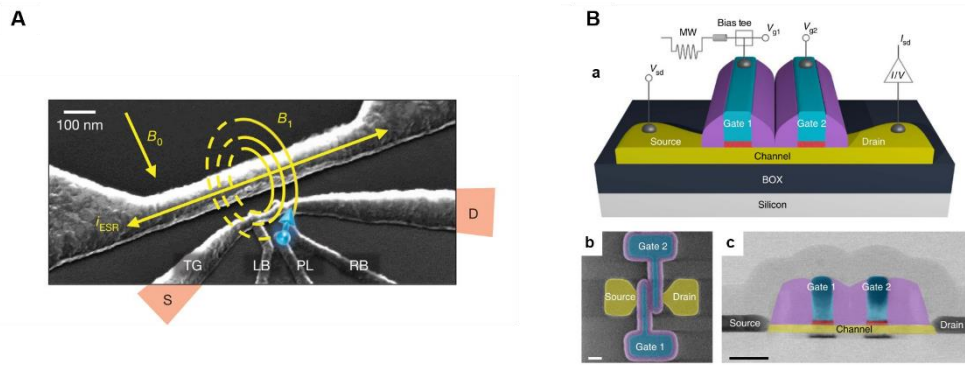 A
100 nm
B0
B1
iESR
TG
LB
PL
RB
S
D
B
a
MW
Bias tee
Vg1
Vg2
Isd
Vsd
I/V
Gate 1
Gate 2
Source
Drain
Channel
BOX
Silicon
b
Gate 2
Source
Drain
Gate 1
c
Gate 1
Gate 2
Source
Channel
Drain